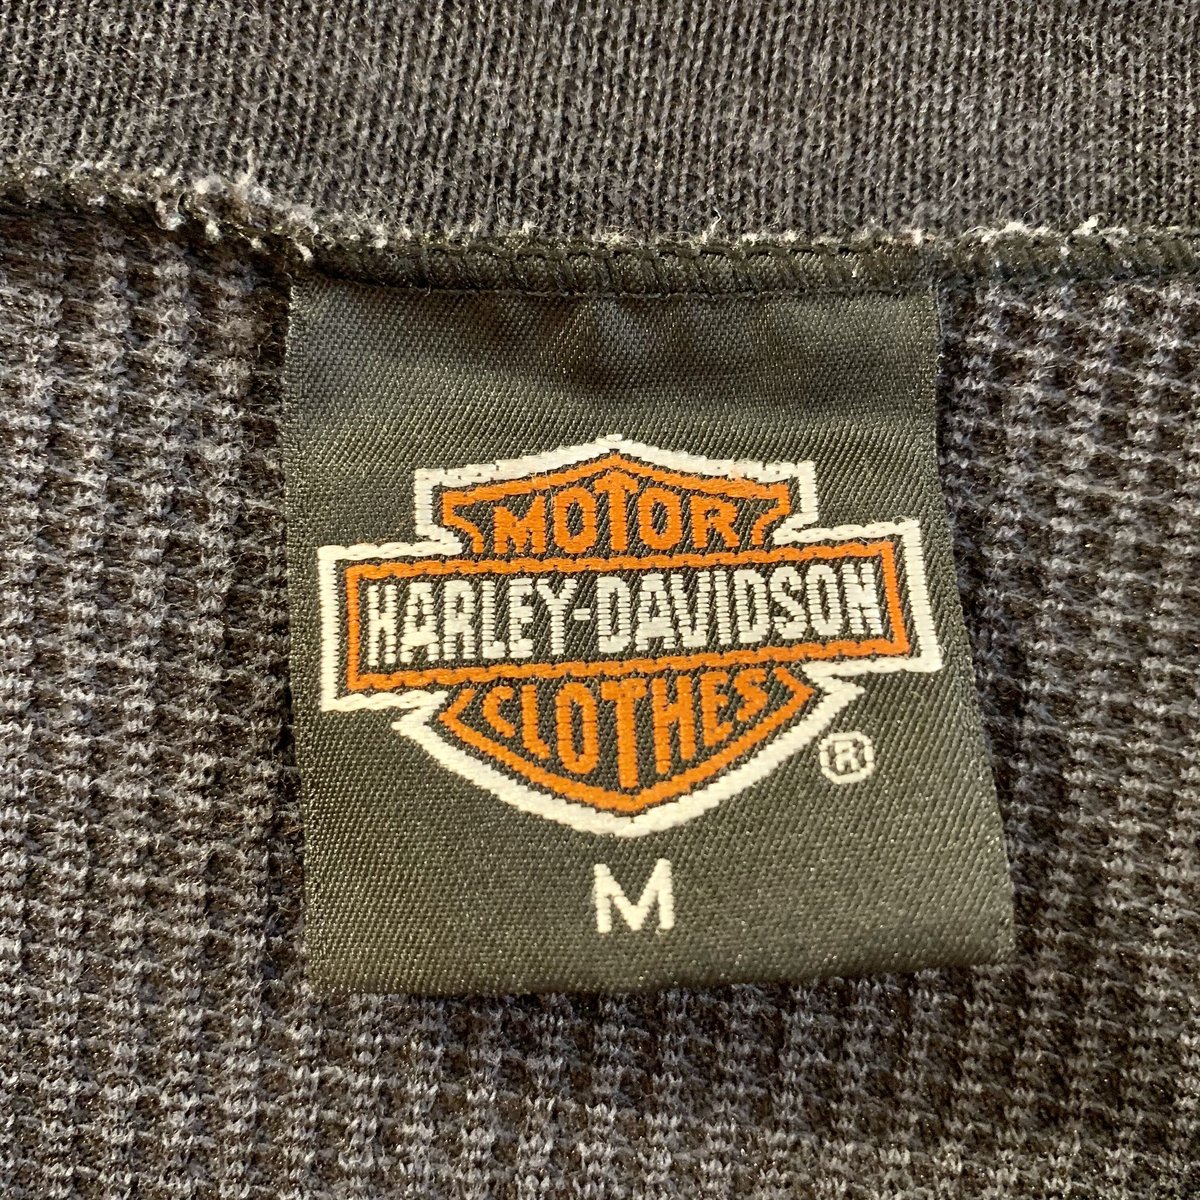 MOTOR
HARLEY-DAVIDSON
CLOTHES
®
M